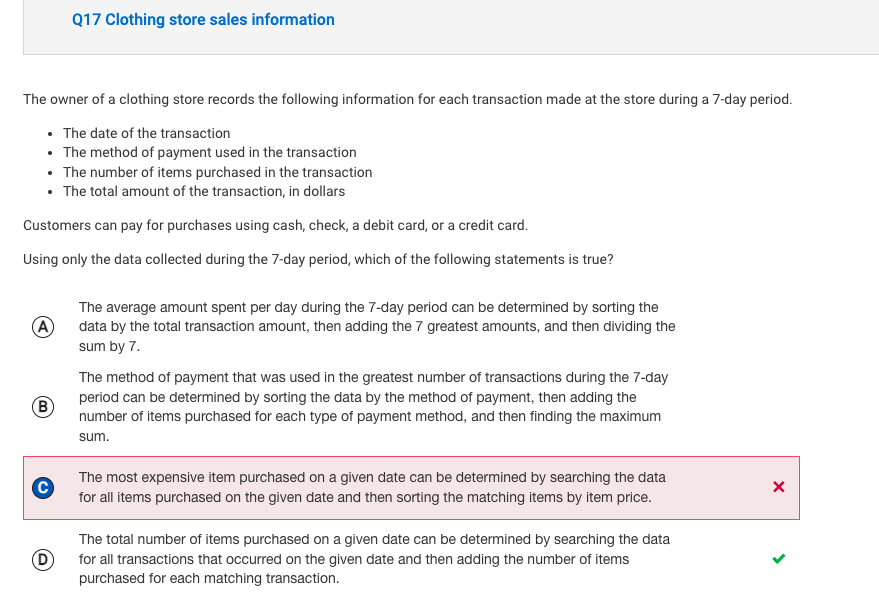 Q17 Clothing store sales information
The owner of a clothing store records the following information for each transaction made at the store during a 7-day period.
• The date of the transaction
• The method of payment used in the transaction
• The number of items purchased in the transaction
• The total amount of the transaction, in dollars
Customers can pay for purchases using cash, check, a debit card, or a credit card.
Using only the data collected during the 7-day period, which of the following statements is true?
The average amount spent per day during the 7-day period can be determined by sorting the
A data by the total transaction amount, then adding the 7 greatest amounts, and then dividing the
sum by 7.
The method of payment that was used in the greatest number of transactions during the 7-day
period can be determined by sorting the data by the method of payment, then adding the
B number of items purchased for each type of payment method, and then finding the maximum
sum.
The most expensive item purchased on a given date can be determined by searching the data
C for all items purchased on the given date and then sorting the matching items by item price.
The total number of items purchased on a given date can be determined by searching the data
D for all transactions that occurred on the given date and then adding the number of items
purchased for each matching transaction.